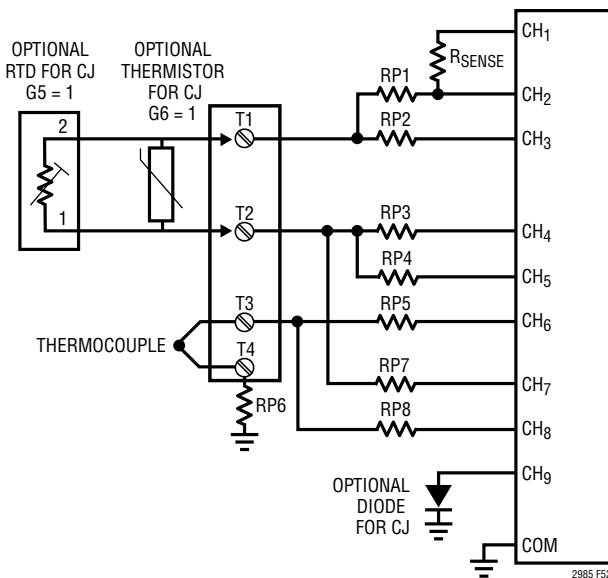 OPTIONAL
RTD FOR CJ
G5 = 1
OPTIONAL
THERMISTOR
FOR CJ
G6 = 1
2
1
T1
T2
T3
T4
THERMOCOUPLE
RP6
RP1
RP2
RSENSE
RP3
RP4
RP5
RP7
RP8
OPTIONAL
DIODE
FOR CJ
CH1
CH2
CH3
CH4
CH5
CH6
CH7
CH8
CH9
COM
2985 F52